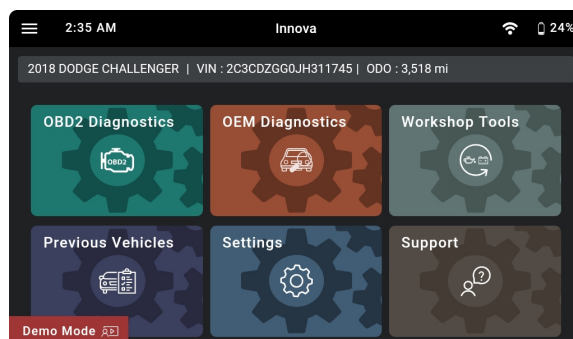 2:35 AM Innova 24%
2018 DODGE CHALLENGER | VIN : 2C3CDZGG0JH311745 | ODO : 3,518 mi
OBD2 Diagnostics OEM Diagnostics Workshop Tools
OBD2
Previous Vehicles Settings Support
?
Demo Mode